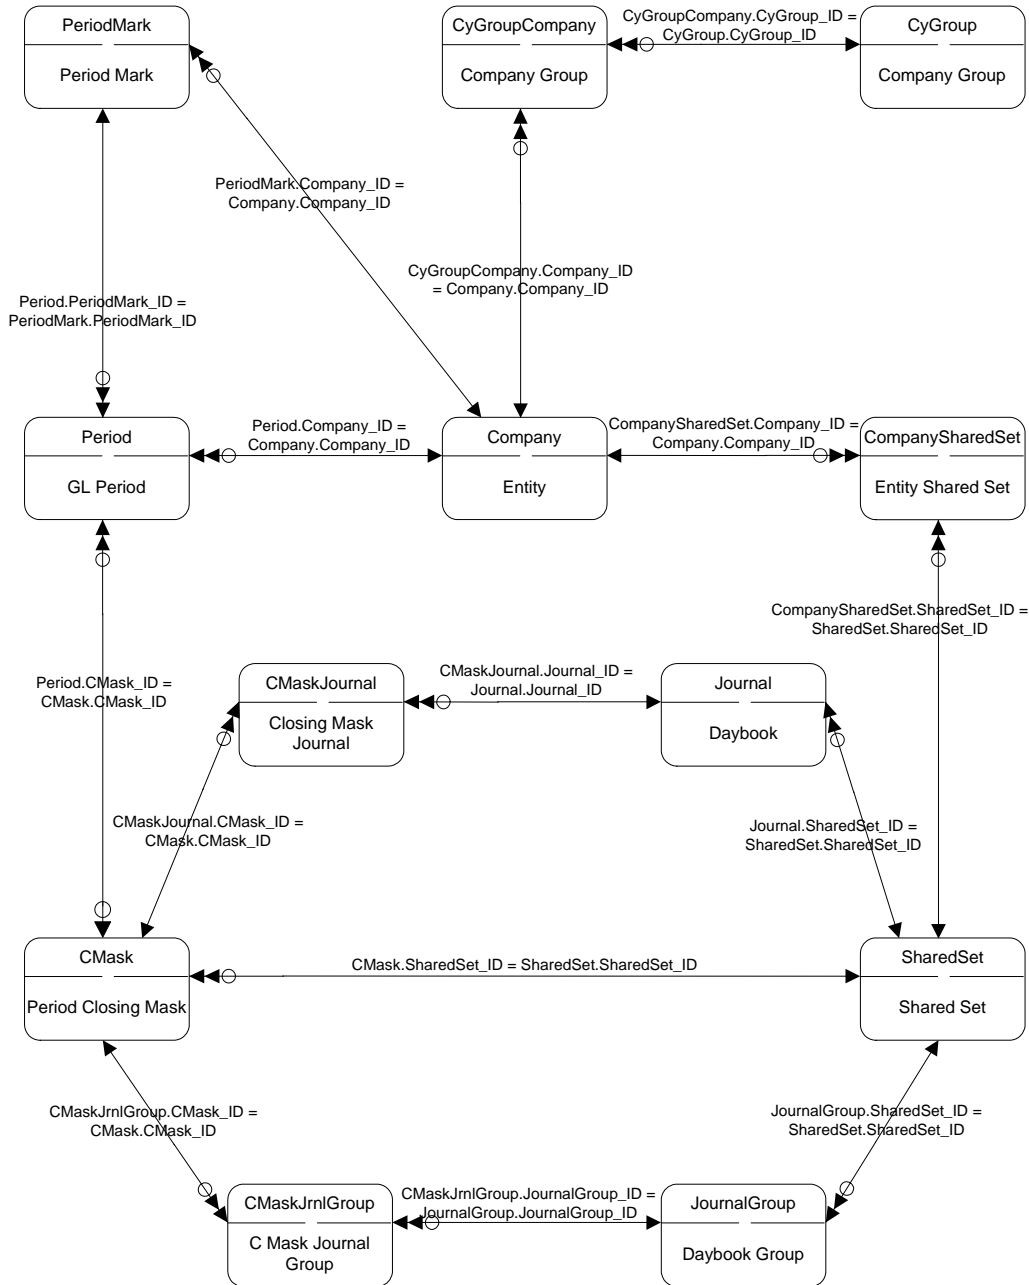 PeriodMark
Period Mark
CyGroupCompany
Company Group
CyGroupCompany.CyGroup_ID =
CyGroup.CyGroup_ID
CyGroup
Company Group
PeriodMark.Company_ID =
Company.Company_ID
CyGroupCompany.Company_ID
= Company.Company_ID
Period.PeriodMark_ID =
PeriodMark.PeriodMark_ID
Period
GL Period
Period.Company_ID =
Company.Company_ID
Company
Entity
CompanySharedSet.Company_ID =
Company.Company_ID
CompanySharedSet
Entity Shared Set
CompanySharedSet.SharedSet_ID =
SharedSet.SharedSet_ID
Period.CMask_ID =
CMask.CMask_ID
CMaskJournal
Closing Mask
Journal
CMaskJournal.Journal_ID =
Journal.Journal_ID
Journal
Daybook
CMaskJournal.CMask_ID =
CMask.CMask_ID
Journal.SharedSet_ID =
SharedSet.SharedSet_ID
CMask
Period Closing Mask
CMask.SharedSet_ID = SharedSet.SharedSet_ID
SharedSet
Shared Set
CMaskJrnlGroup.CMask_ID =
CMask.CMask_ID
JournalGroup.SharedSet_ID =
SharedSet.SharedSet_ID
CMaskJrnlGroup
C Mask Journal
Group
CMaskJrnlGroup.JournalGroup_ID =
JournalGroup.JournalGroup_ID
JournalGroup
Daybook Group